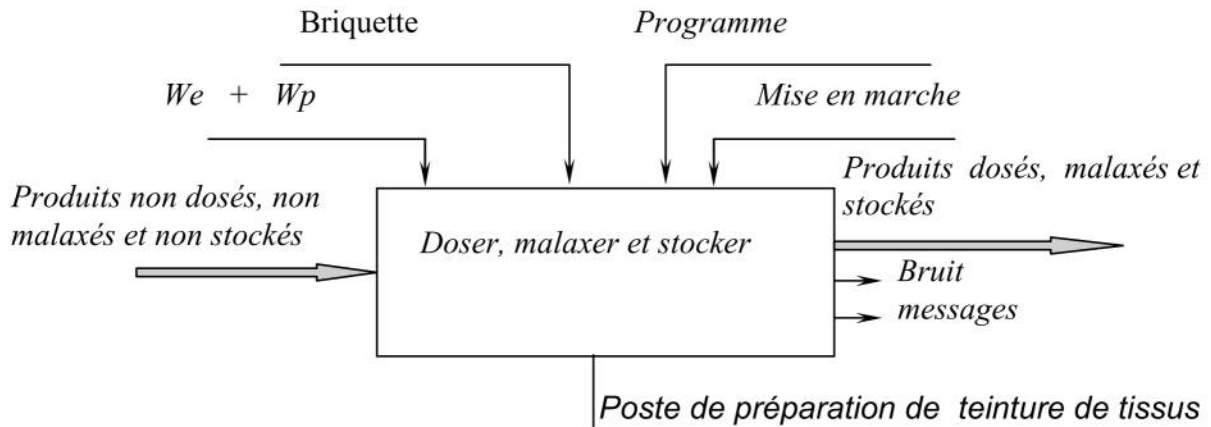 Briquette
Programme
We + Wp
Mise en marche
Produits non dosés, non
malaxés et non stockés
Doser, malaxer et stocker
Produits dosés, malaxés et
stockés
Bruit
messages
Poste de préparation de teinture de tissus